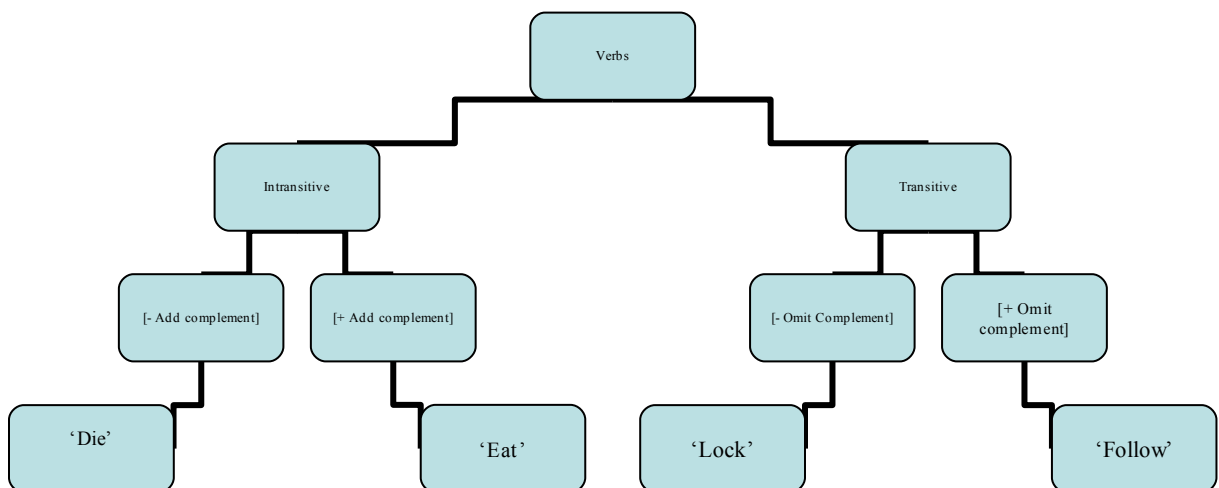 Verbs
Intransitive
Transitive
[- Add complement]
[+ Add complement]
[- Omit Complement]
[+ Omit
complement]
‘Die’
‘Eat’
‘Lock’
‘Follow’